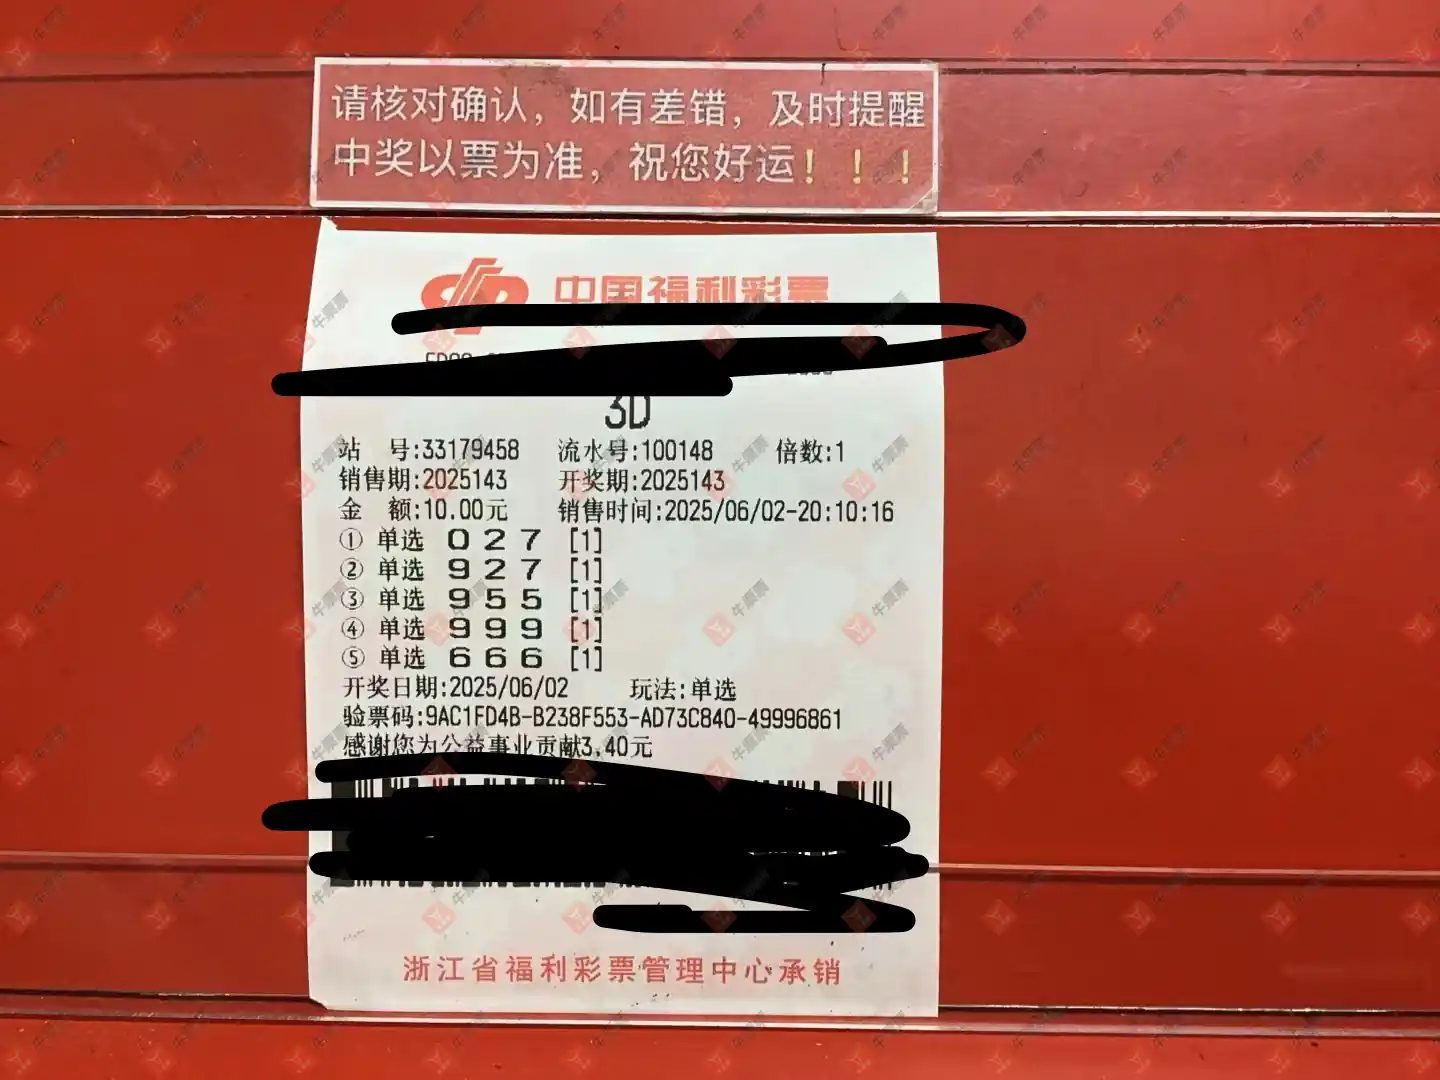 请核对确认，如有差错，及时提醒
中奖以票为准，祝您好运！！！
中国福利彩票
3D
站 号:33179458 流水号:100148 倍数:1
销售期:2025143 开奖期:2025143
金 额:10.00元 销售时间:2025/06/02-20:10:16
① 单选 0 2 7 [1]
② 单选 9 2 7 [1]
③ 单选 9 5 5 [1]
④ 单选 9 9 9 [1]
⑤ 单选 6 6 6 [1]
开奖日期:2025/06/02 玩法:单选
验票码:9AC1FD4B-B238F553-AD73C840-49996861
感谢您为公益事业贡献3.40元
浙江省福利彩票管理中心承销